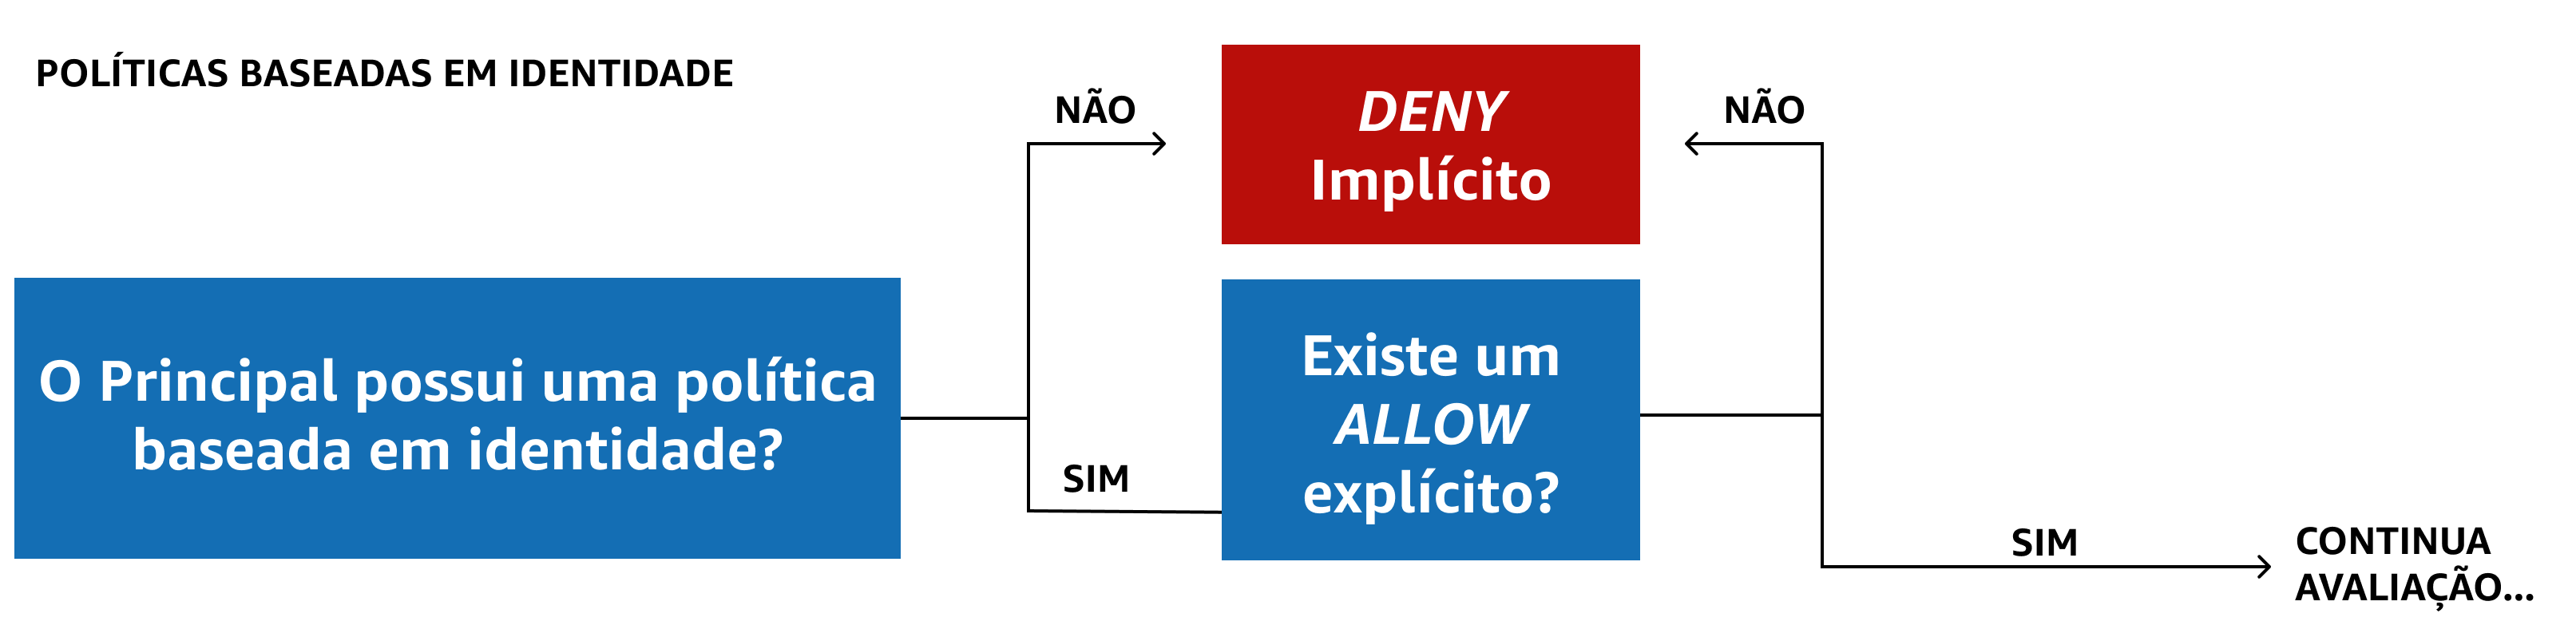 POLÍTICAS BASEADAS EM IDENTIDADE
O Principal possui uma política
baseada em identidade?
NÃO
SIM
DENY
Implícito
Existe um
ALLOW
explícito?
NÃO
SIM
CONTINUA
AVALIAÇÃO...